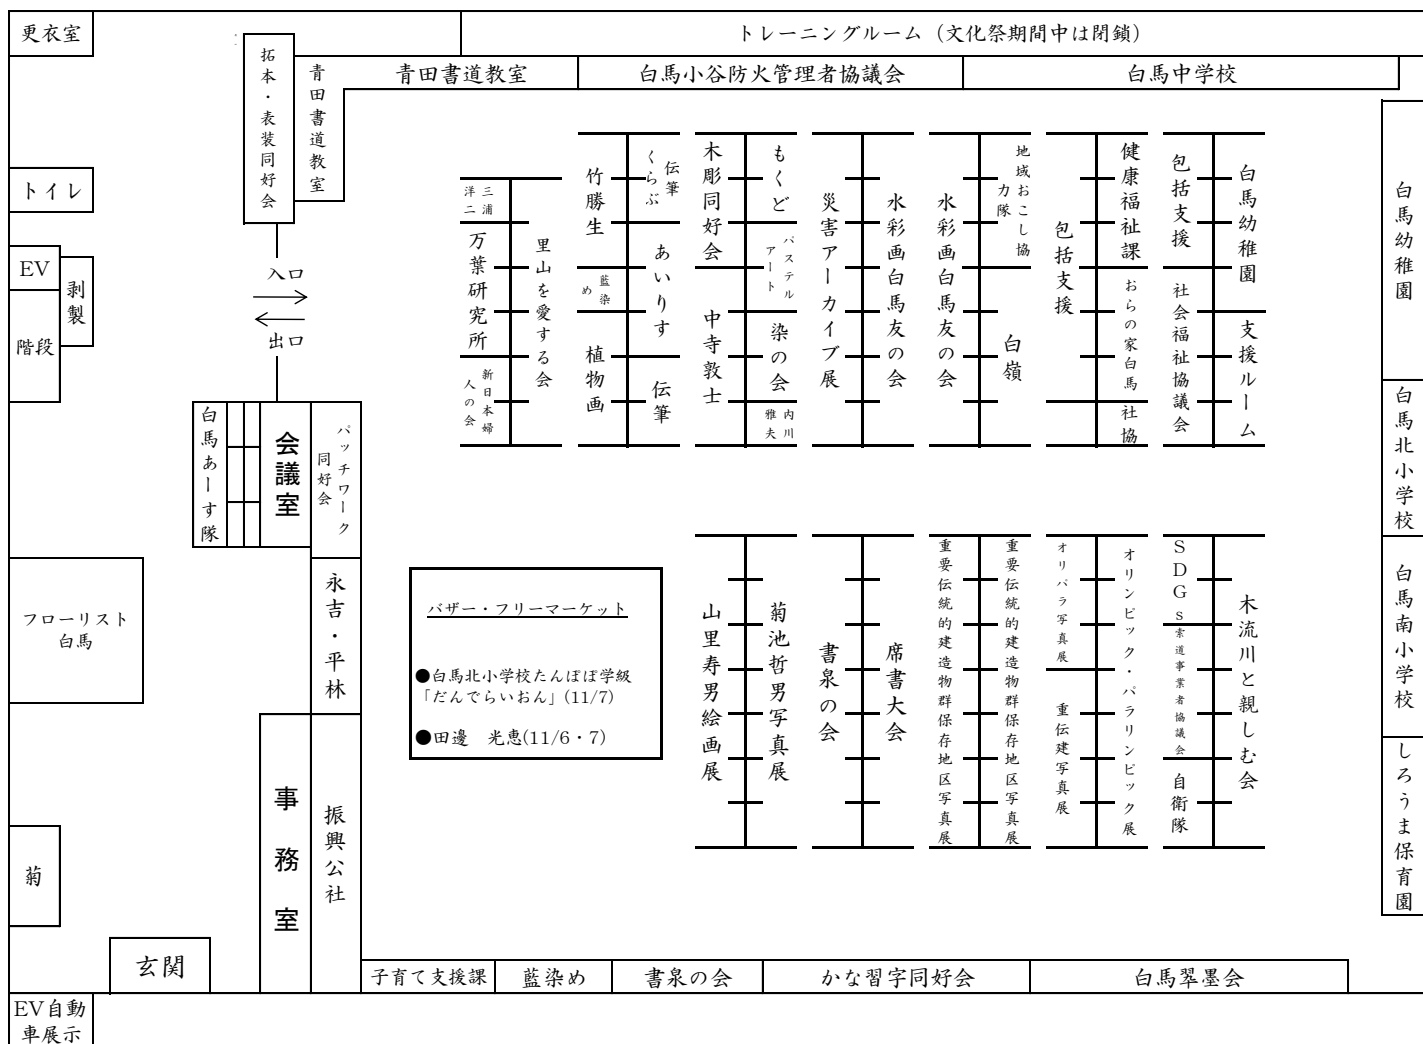 更衣室
トレーニングルーム（文化祭期間中は閉鎖）
拓本・表装同好会
青田書道教室
青田書道教室
白馬小谷防火管理者協議会
白馬中学校
トイレ
EV
剥製
階段
入口
出口
三浦
洋二
万葉研究所
新日本婦
人の会
里山を愛する会
竹勝生
藍染
め
植物画
伝筆
くらぶ
あいりす
伝筆
木彫同好会
中寺敦士
もくど
パステル
アート
染の会
内川
雅夫
災害アーカイブ展
水彩画白馬友の会
水彩画白馬友の会
地域おこし協
力隊
白嶺
包括支援
健康福祉課
おらの家白馬
社協
包括支援
社会福祉協議会
白馬幼稚園
支援ルーム
白馬幼稚園
白馬北小学校
白馬南小学校
しろうま保育園
白馬あーす隊
会議室
パッチワーク
同好会
フローリスト
白馬
永吉・平林
バザー・フリーマーケット
●白馬北小学校たんぽぽ学級
「だんでらいおん」(11/7)
●田邊　光恵(11/6・7)
山里寿男絵画展
菊池哲男写真展
書泉の会
席書大会
重要伝統的建造物群保存地区写真展
重要伝統的建造物群保存地区写真展
オリパラ写真展
重伝建写真展
オリンピック・パラリンピック展
SDGs
索道事業者協議会
自衛隊
木流川と親しむ会
事務室
振興公社
菊
玄関
子育て支援課
藍染め
書泉の会
かな習字同好会
白馬翠墨会
EV自動
車展示